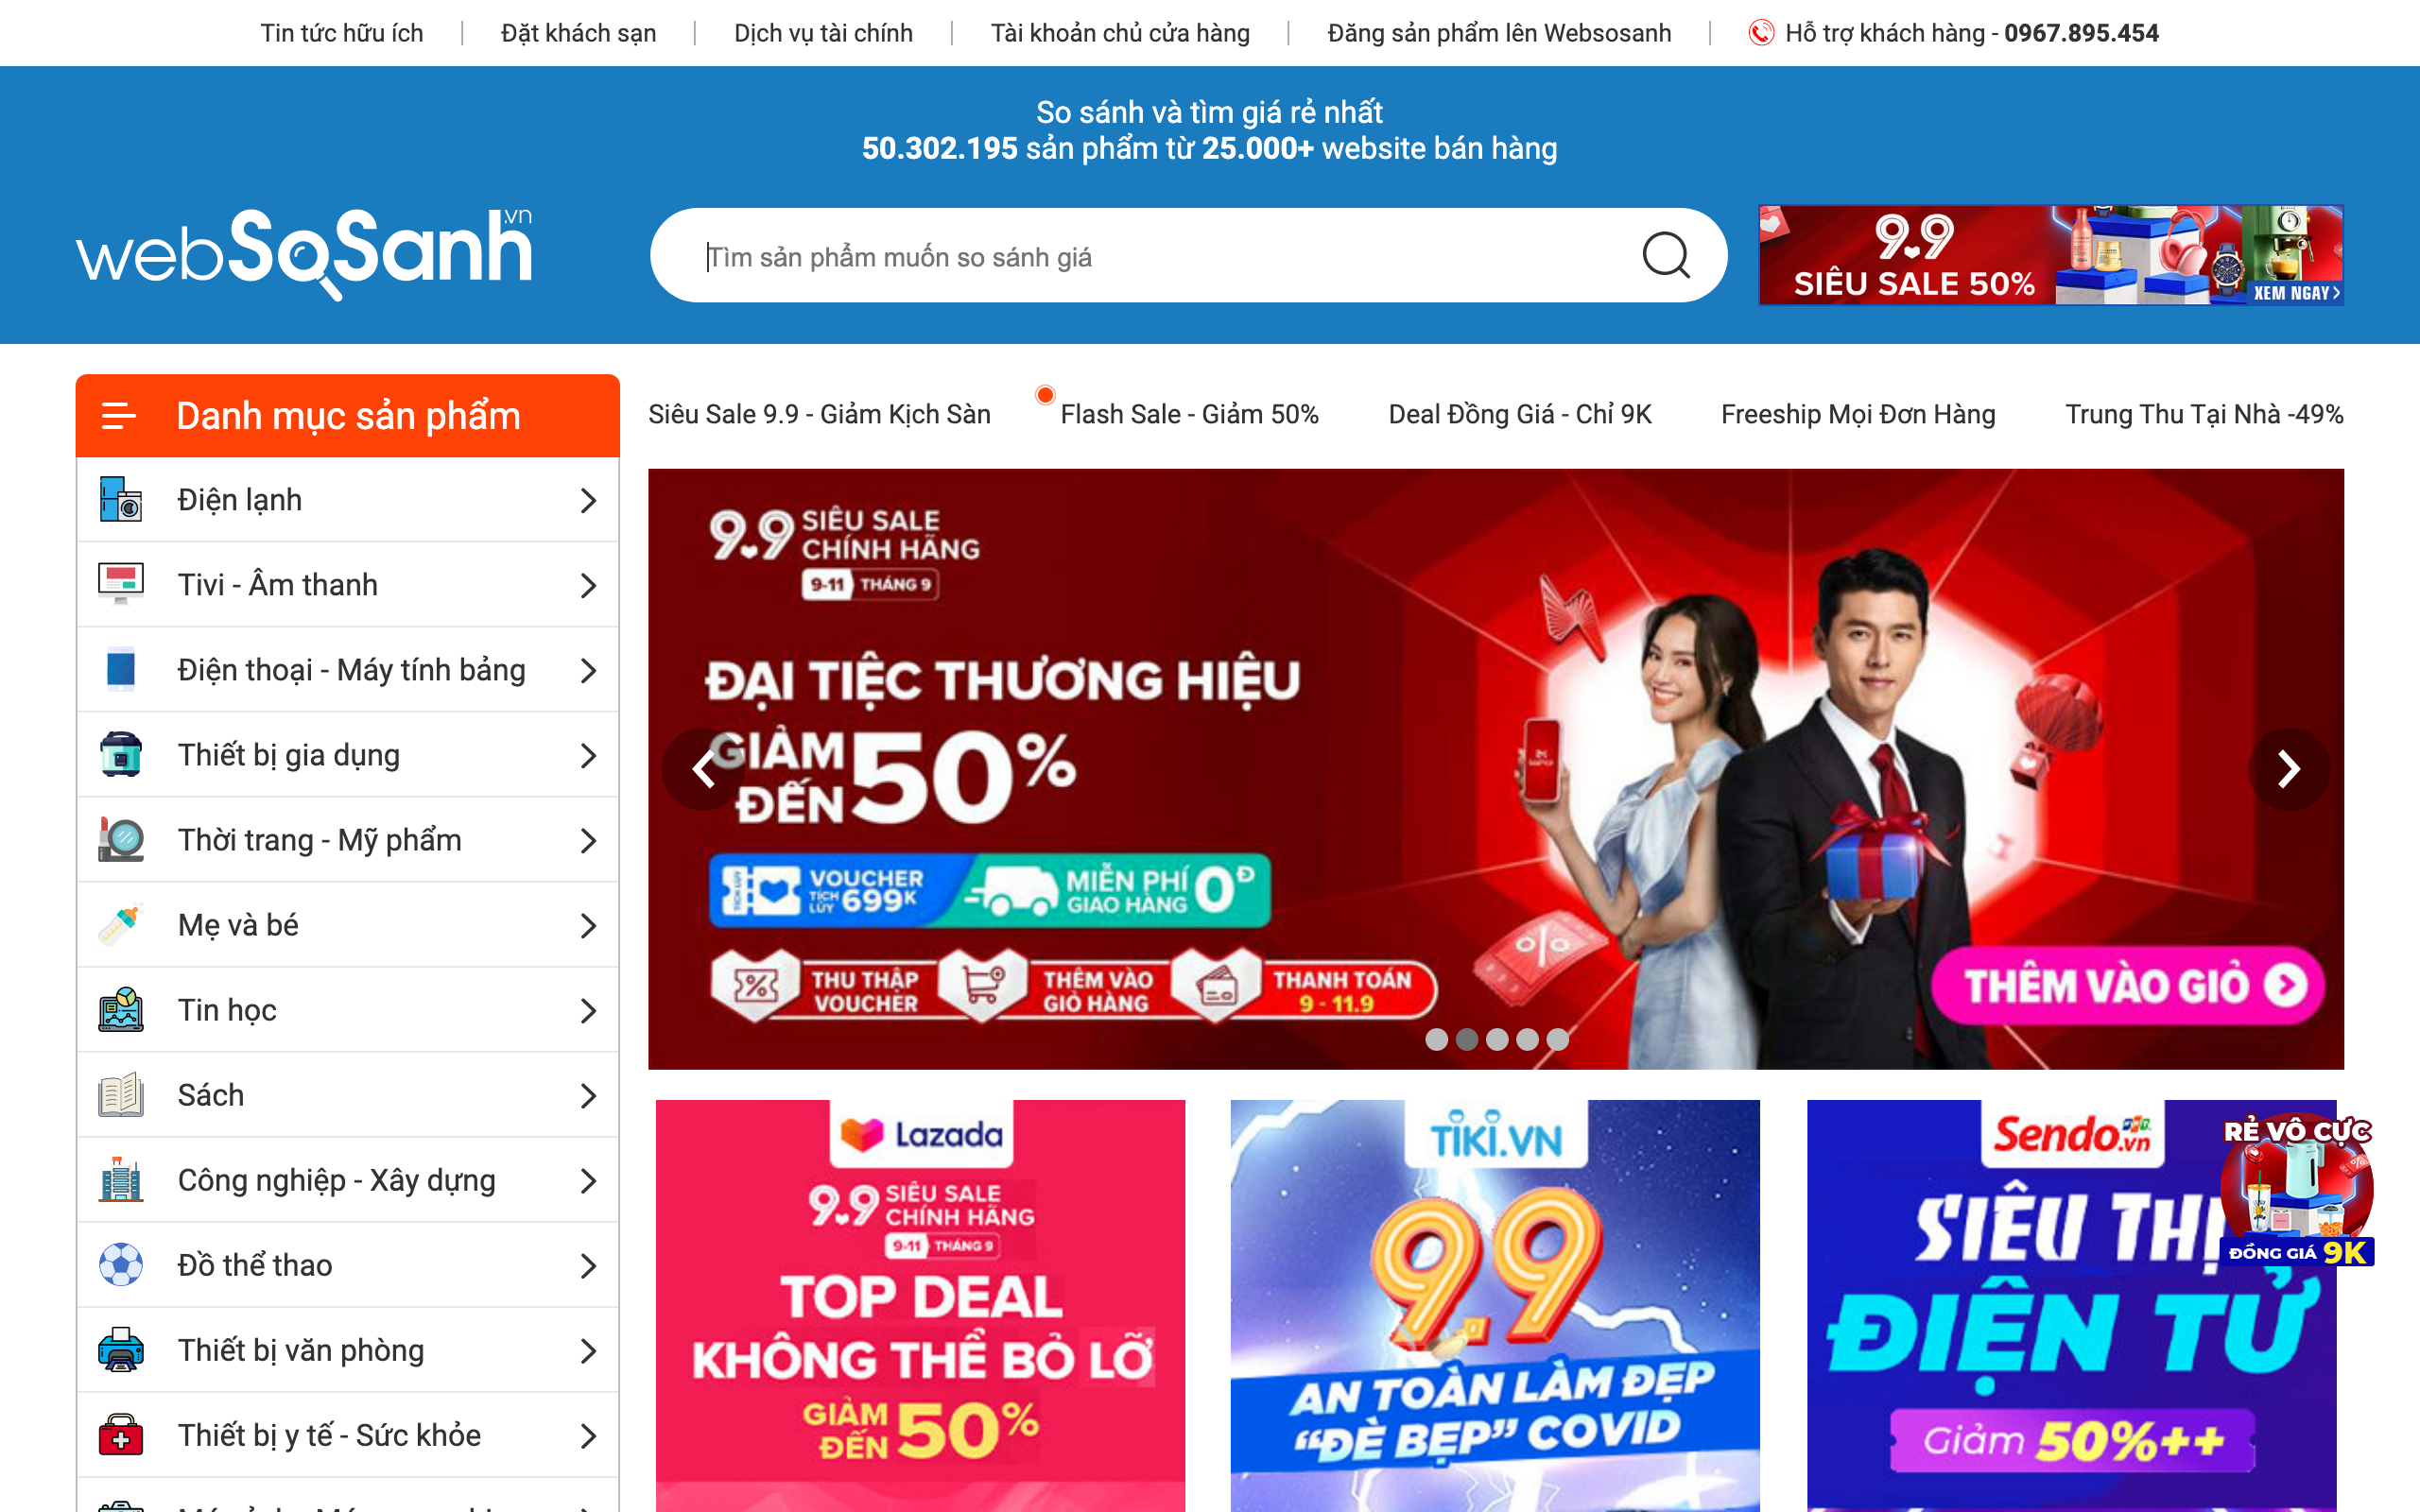 Tin tức hữu ích
Đặt khách sạn
Dịch vụ tài chính
Tài khoản chủ cửa hàng
Đăng sản phẩm lên Websosanh
Hỗ trợ khách hàng - 0967.895.454
So sánh và tìm giá rẻ nhất
50.302.195 sản phẩm từ 25.000+ website bán hàng
webSoSanh.vn
Tìm sản phẩm muốn so sánh giá
9.9
SIÊU SALE 50%
XEM NGAY
Danh mục sản phẩm
Điện lạnh
Tivi - Âm thanh
Điện thoại - Máy tính bảng
Thiết bị gia dụng
Thời trang - Mỹ phẩm
Mẹ và bé
Tin học
Sách
Công nghiệp - Xây dựng
Đồ thể thao
Thiết bị văn phòng
Thiết bị y tế - Sức khỏe
Siêu Sale 9.9 - Giảm Kịch Sàn
Flash Sale - Giảm 50%
Deal Đồng Giá - Chỉ 9K
Freeship Mọi Đơn Hàng
Trung Thu Tại Nhà -49%
9.9 SIÊU SALE
CHÍNH HÃNG
9-11 THÁNG 9
ĐẠI TIỆC THƯƠNG HIỆU
GIẢM
ĐẾN 50%
VOUCHER
TÍCH LŨY 699K
MIỄN PHÍ
GIAO HÀNG 0Đ
THU THẬP
VOUCHER
THÊM VÀO
GIỎ HÀNG
THANH TOÁN
9 - 11.9
THÊM VÀO GIỎ
Lazada
9.9 SIÊU SALE
CHÍNH HÃNG
9-11 THÁNG 9
TOP DEAL
KHÔNG THỂ BỎ LỠ
GIẢM
ĐẾN 50%
TIKI.VN
9.9
AN TOÀN LÀM ĐẸP
“ĐÈ BẸP” COVID
Sendo.vn
SIÊU THỊ
ĐIỆN TỬ
Giảm 50%++
RẺ VÔ CỰC
ĐỒNG GIÁ 9K